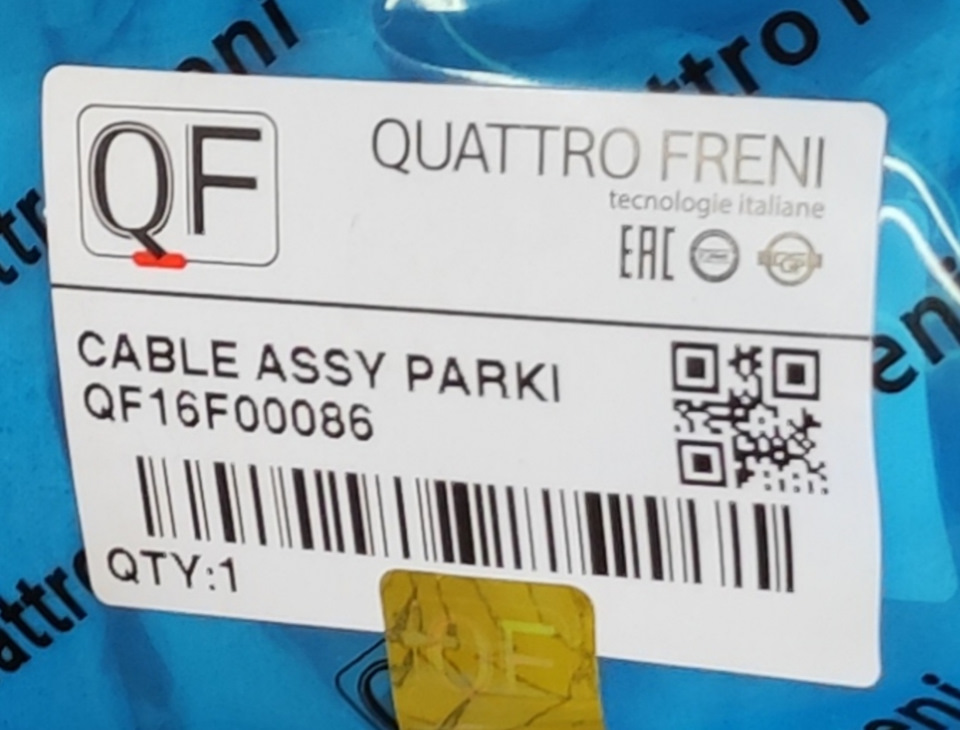 QF
QUATTRO FRENI
tecnologie italiane
EAC
CABLE ASSY PARKI
QF16F00086
QTY:1
QF